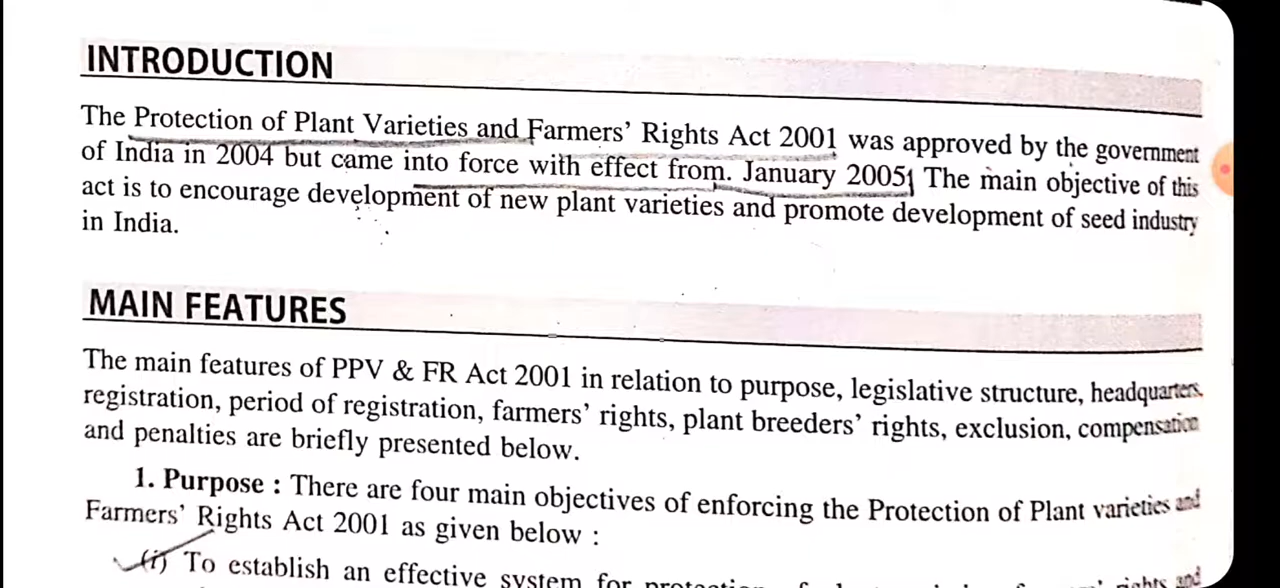 INTRODUCTION
The Protection of Plant Varieties and Farmers' Rights Act 2001 was approved by the government
of India in 2004 but came into force with effect from. January 2005 The main objective of this
act is to encourage development of new plant varieties and promote development of seed industry
in India.
MAIN FEATURES
The main features of PPV & FR Act 2001 in relation to purpose, legislative structure, headquarters,
registration, period of registration, farmers' rights, plant breeders' rights, exclusion, compensation
and penalties are briefly presented below.
1. Purpose : There are four main objectives of enforcing the Protection of Plant varieties and
Farmers' Rights Act 2001 as given below :
(i) To establish an effective system for